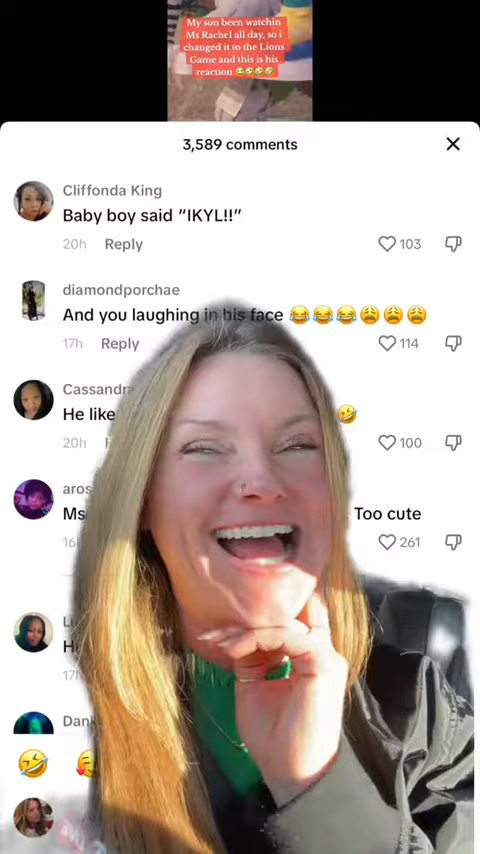 My son been watchin
Ms Rachel all day, so i
changed it to the Lions
Game and this is his
reaction 😂🤣🤣🤣
3,589 comments
Cliffonda King
Baby boy said “IKYL!!”
20h Reply 103
diamondporchae
And you laughing in his face 😂😂😂😩😩😩
17h Reply 114
Cassandra
He like 🤣
20h 100
aros
Ms Too cute
16h 261
17h